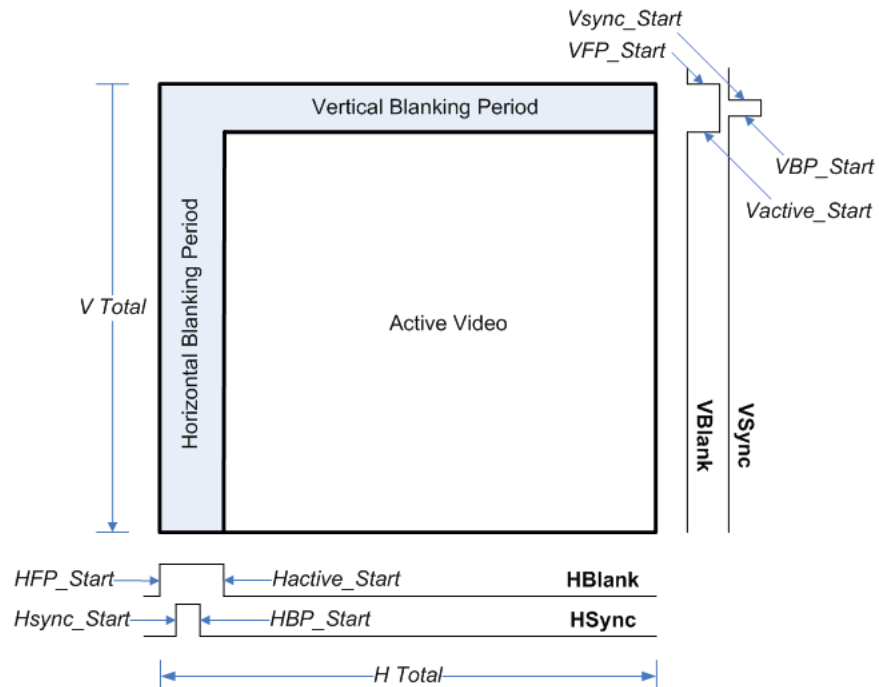 Vsync_Start
VFP_Start
Vertical Blanking Period
VBP_Start
Vactive_Start
Horizontal Blanking Period
V Total
Active Video
VBlank
VSync
HFP_Start
Hactive_Start
HBlank
Hsync_Start
HBP_Start
HSync
H Total